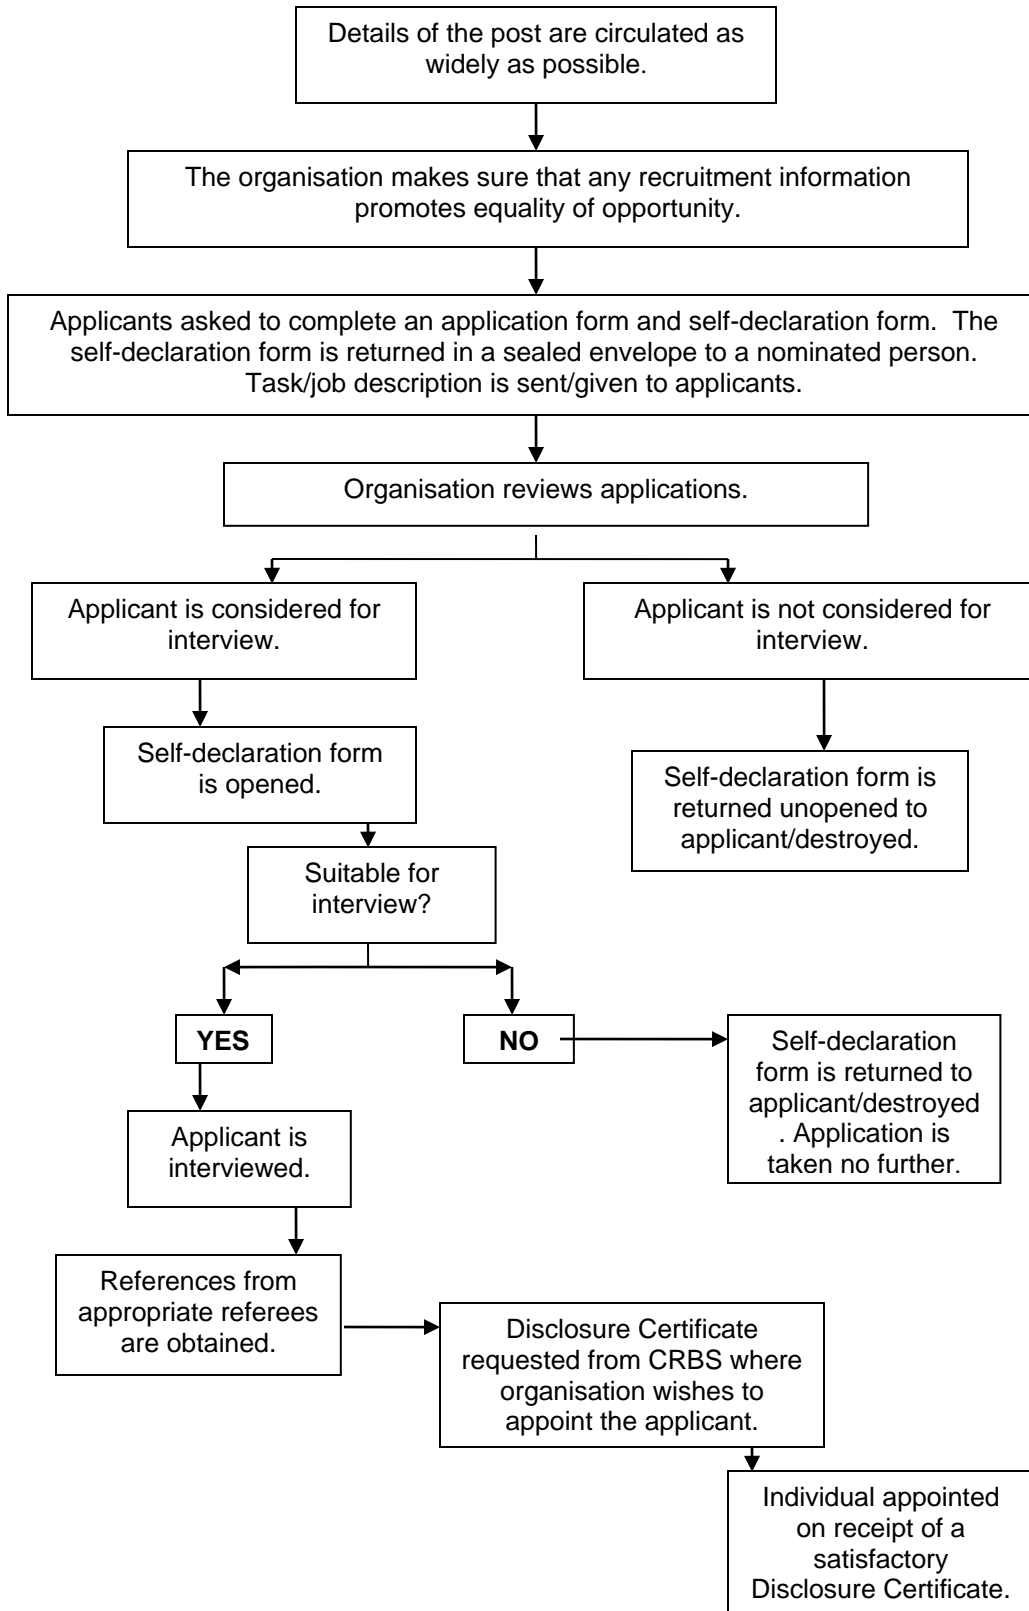 Details of the post are circulated as
widely as possible.
The organisation makes sure that any recruitment information
promotes equality of opportunity.
Applicants asked to complete an application form and self-declaration form.  The
self-declaration form is returned in a sealed envelope to a nominated person.
Task/job description is sent/given to applicants.
Organisation reviews applications.
Applicant is considered for
interview.
Applicant is not considered for
interview.
Self-declaration form
is opened.
Self-declaration form is
returned unopened to
applicant/destroyed.
Suitable for
interview?
YES
NO
Self-declaration
form is returned to
applicant/destroyed
. Application is
taken no further.
Applicant is
interviewed.
References from
appropriate referees
are obtained.
Disclosure Certificate
requested from CRBS where
organisation wishes to
appoint the applicant.
Individual appointed
on receipt of a
satisfactory
Disclosure Certificate.